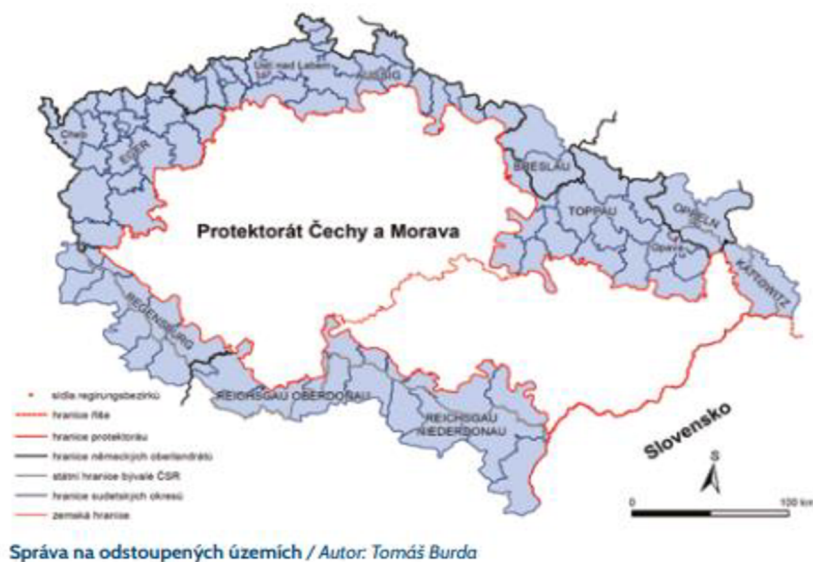 Ústí nad Labem
AUSSIG
Cheb
EGER
BRESLAU
Protektorát Čechy a Morava
TOPPAU
OPPELN
Opava
KATTOWITZ
REGENSBURG
REICHSGAU OBERDONAU
REICHSGAU
NIEDERDONAU
Slovensko
sídla regirungsbezirků
hranice říše
hranice protektoráu
hranice německých oberlandrátů
státní hranice bývalé ČSR
hranice sudetských okresů
zemská hranice
S
0 100 km
Správa na odstoupených územích / Autor: Tomáš Burda